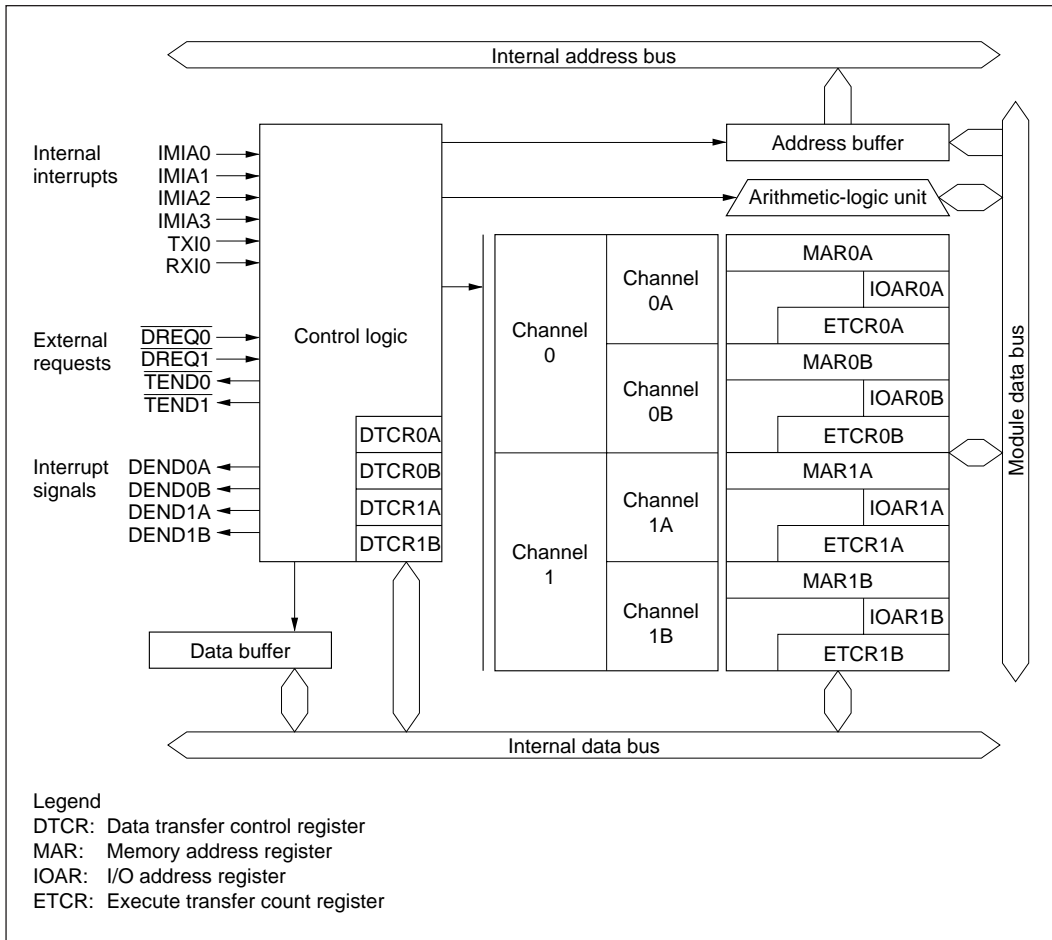 Internal address bus
Address buffer
Arithmetic-logic unit
Module data bus
Internal
interrupts
IMIA0
IMIA1
IMIA2
IMIA3
TXI0
RXI0
External
requests
DREQ0
DREQ1
TEND0
TEND1
Interrupt
signals
DEND0A
DEND0B
DEND1A
DEND1B
Control logic
DTCR0A
DTCR0B
DTCR1A
DTCR1B
Channel
0
Channel
1
Channel
0A
Channel
0B
Channel
1A
Channel
1B
MAR0A
IOAR0A
ETCR0A
MAR0B
IOAR0B
ETCR0B
MAR1A
IOAR1A
ETCR1A
MAR1B
IOAR1B
ETCR1B
Data buffer
Internal data bus
Legend
DTCR: Data transfer control register
MAR: Memory address register
IOAR: I/O address register
ETCR: Execute transfer count register